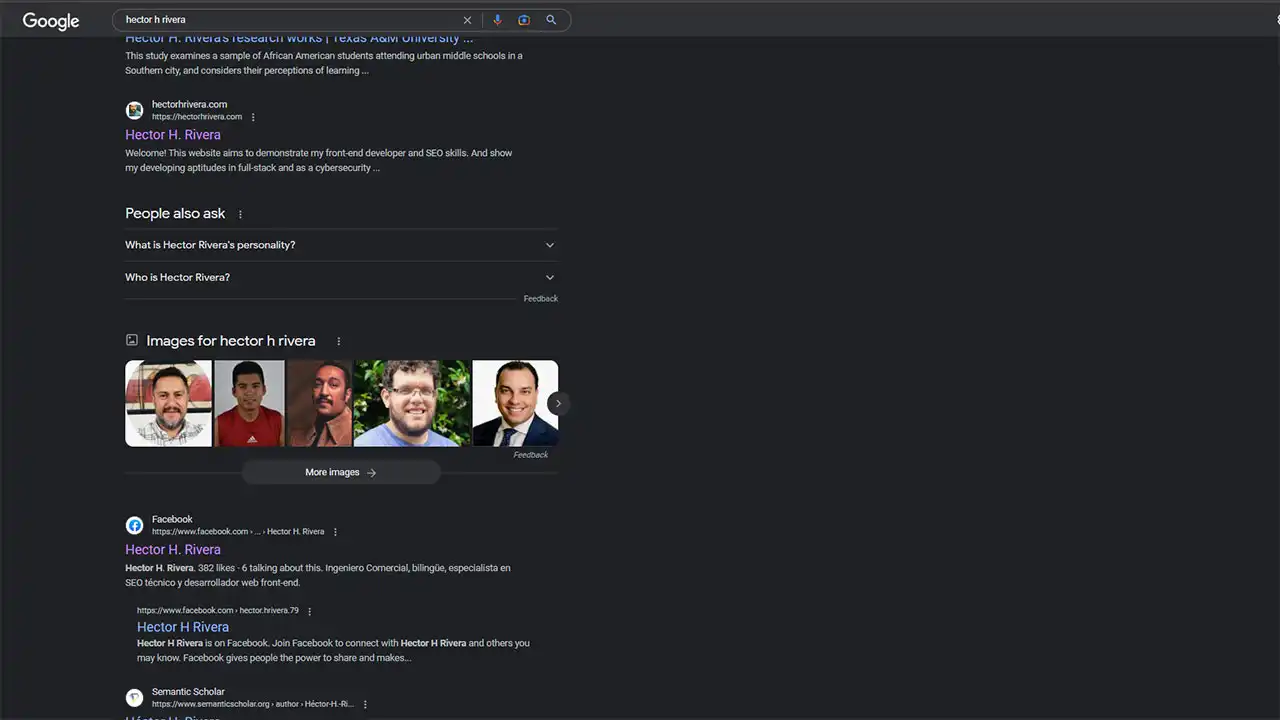 Google
hector h rivera
Hector H. Rivera's research works | Texas A&M University ...
This study examines a sample of African American students attending urban middle schools in a
Southern city, and considers their perceptions of learning ...
hectorhrivera.com
https://hectorhrivera.com
Hector H. Rivera
Welcome! This website aims to demonstrate my front-end developer and SEO skills. And show
my developing aptitudes in full-stack and as a cybersecurity ...
People also ask
What is Hector Rivera's personality?
Who is Hector Rivera?
Feedback
Images for hector h rivera
Feedback
More images
Facebook
https://www.facebook.com › ... › Hector H. Rivera
Hector H. Rivera
Hector H. Rivera. 382 likes · 6 talking about this. Ingeniero Comercial, bilingüe, especialista en
SEO técnico y desarrollador web front-end.
https://www.facebook.com › hector.hrivera.79
Hector H Rivera
Hector H Rivera is on Facebook. Join Facebook to connect with Hector H Rivera and others you
may know. Facebook gives people the power to share and makes...
Semantic Scholar
https://www.semanticscholar.org › author › Héctor-H.-Ri...
Héctor H. Rivera